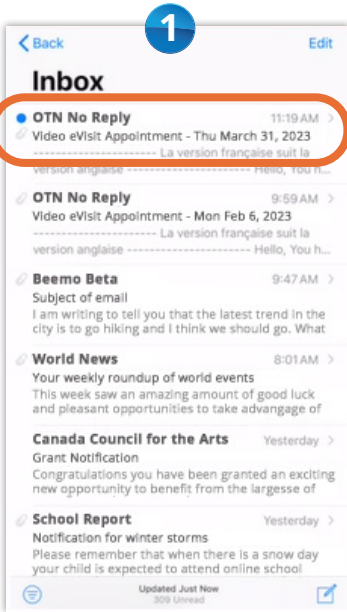 1
Back
Edit
Inbox
OTN No Reply 11:19 AM
Video eVisit Appointment - Thu March 31, 2023
---------------------- La version française suit la
version anglaise ------------------------ Hello, You h...
OTN No Reply 9:59 AM
Video eVisit Appointment - Mon Feb 6, 2023
---------------------- La version française suit la
version anglaise ------------------------ Hello, You h...
Beemo Beta 9:47 AM
Subject of email
I am writing to tell you that the latest trend in the
city is to go hiking and I think we should go. What
World News 8:01 AM
Your weekly roundup of world events
This week saw an amazing amount of good luck
and pleasant opportunities to take advangage of
Canada Council for the Arts Yesterday
Grant Notification
Congratulations you have been granted an exciting
new opportunity to benefit from the largesse of
School Report Yesterday
Notification for winter storms
Please remember that when there is a snow day
your child is expected to attend online school
Updated Just Now
309 Unread